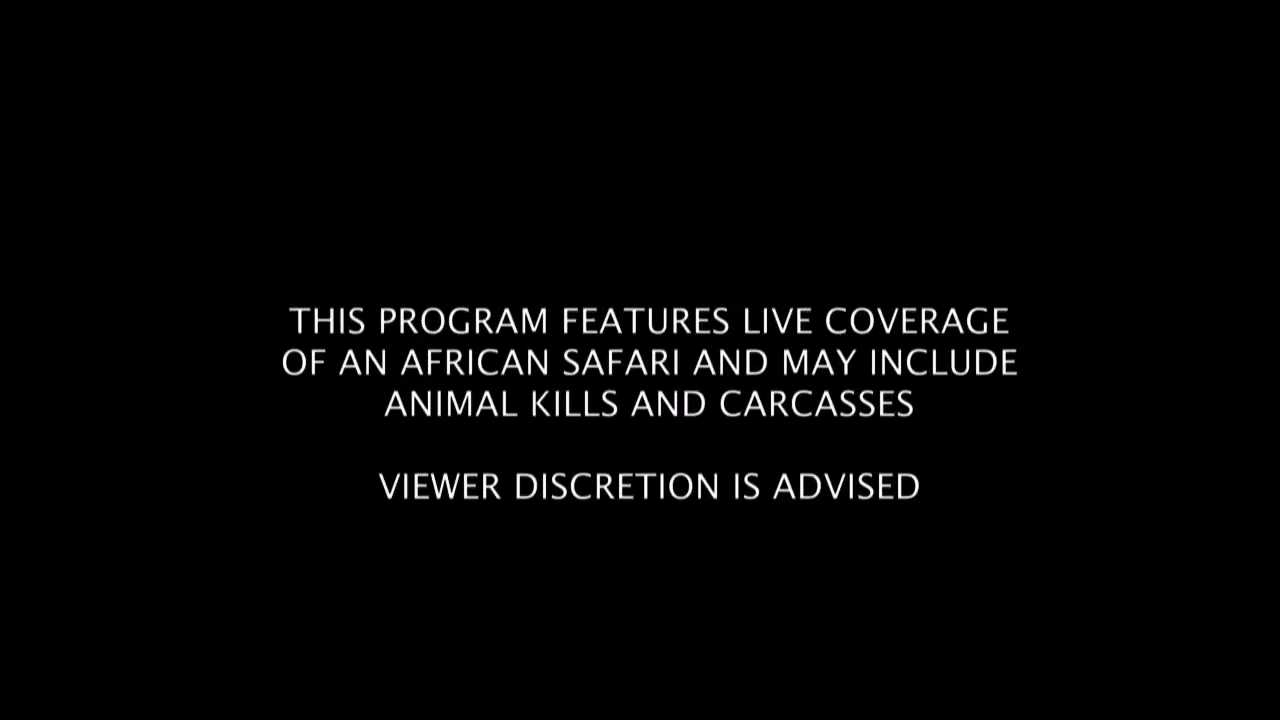 THIS PROGRAM FEATURES LIVE COVERAGE
OF AN AFRICAN SAFARI AND MAY INCLUDE
ANIMAL KILLS AND CARCASSES
VIEWER DISCRETION IS ADVISED